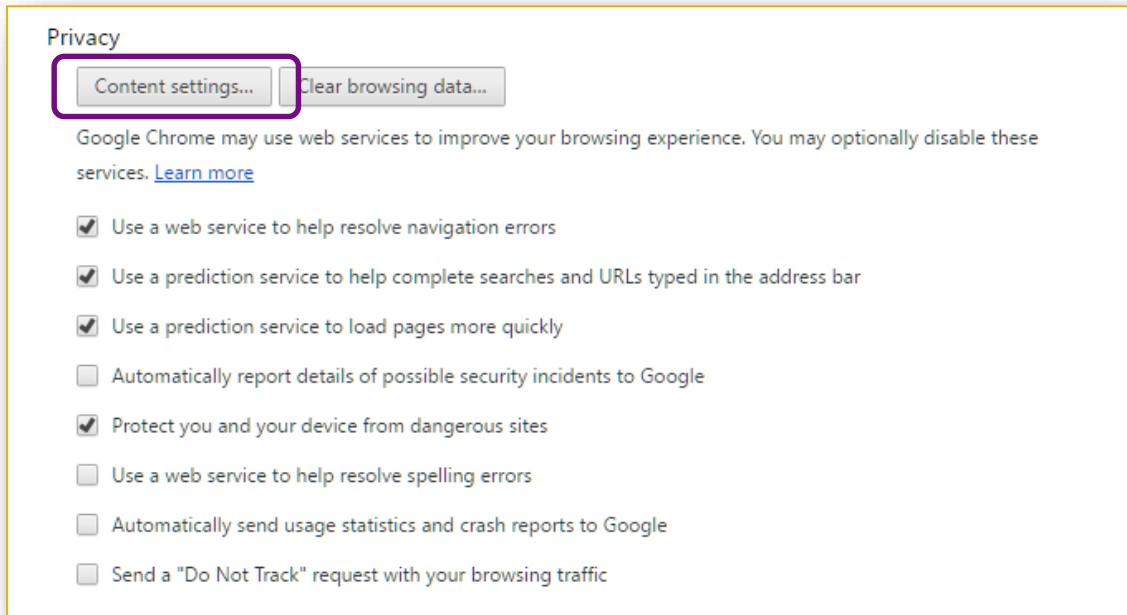 Privacy
Content settings... Clear browsing data...
Google Chrome may use web services to improve your browsing experience. You may optionally disable these
services. Learn more
Use a web service to help resolve navigation errors
Use a prediction service to help complete searches and URLs typed in the address bar
Use a prediction service to load pages more quickly
Automatically report details of possible security incidents to Google
Protect you and your device from dangerous sites
Use a web service to help resolve spelling errors
Automatically send usage statistics and crash reports to Google
Send a "Do Not Track" request with your browsing traffic